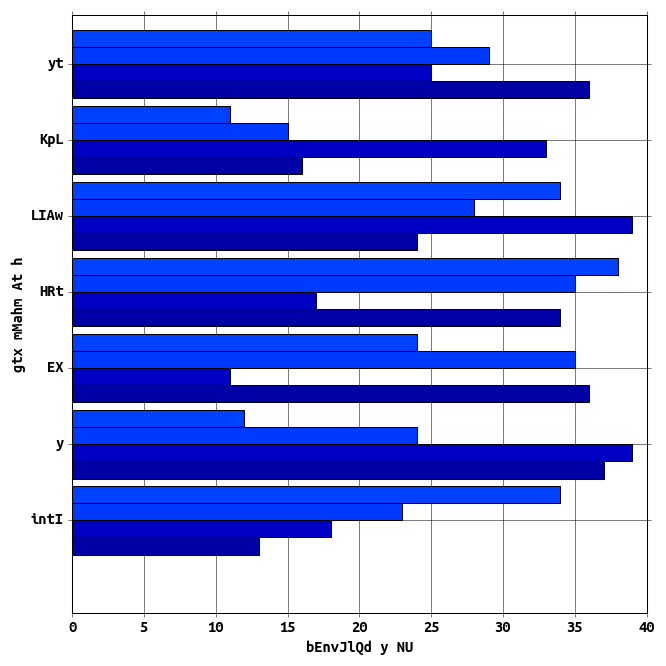 yt
KpL
LIAw
HRt
EX
y
intI
gtx mMahm At h
0 5 10 15 20 25 30 35 40
bEnvJlQd y NU